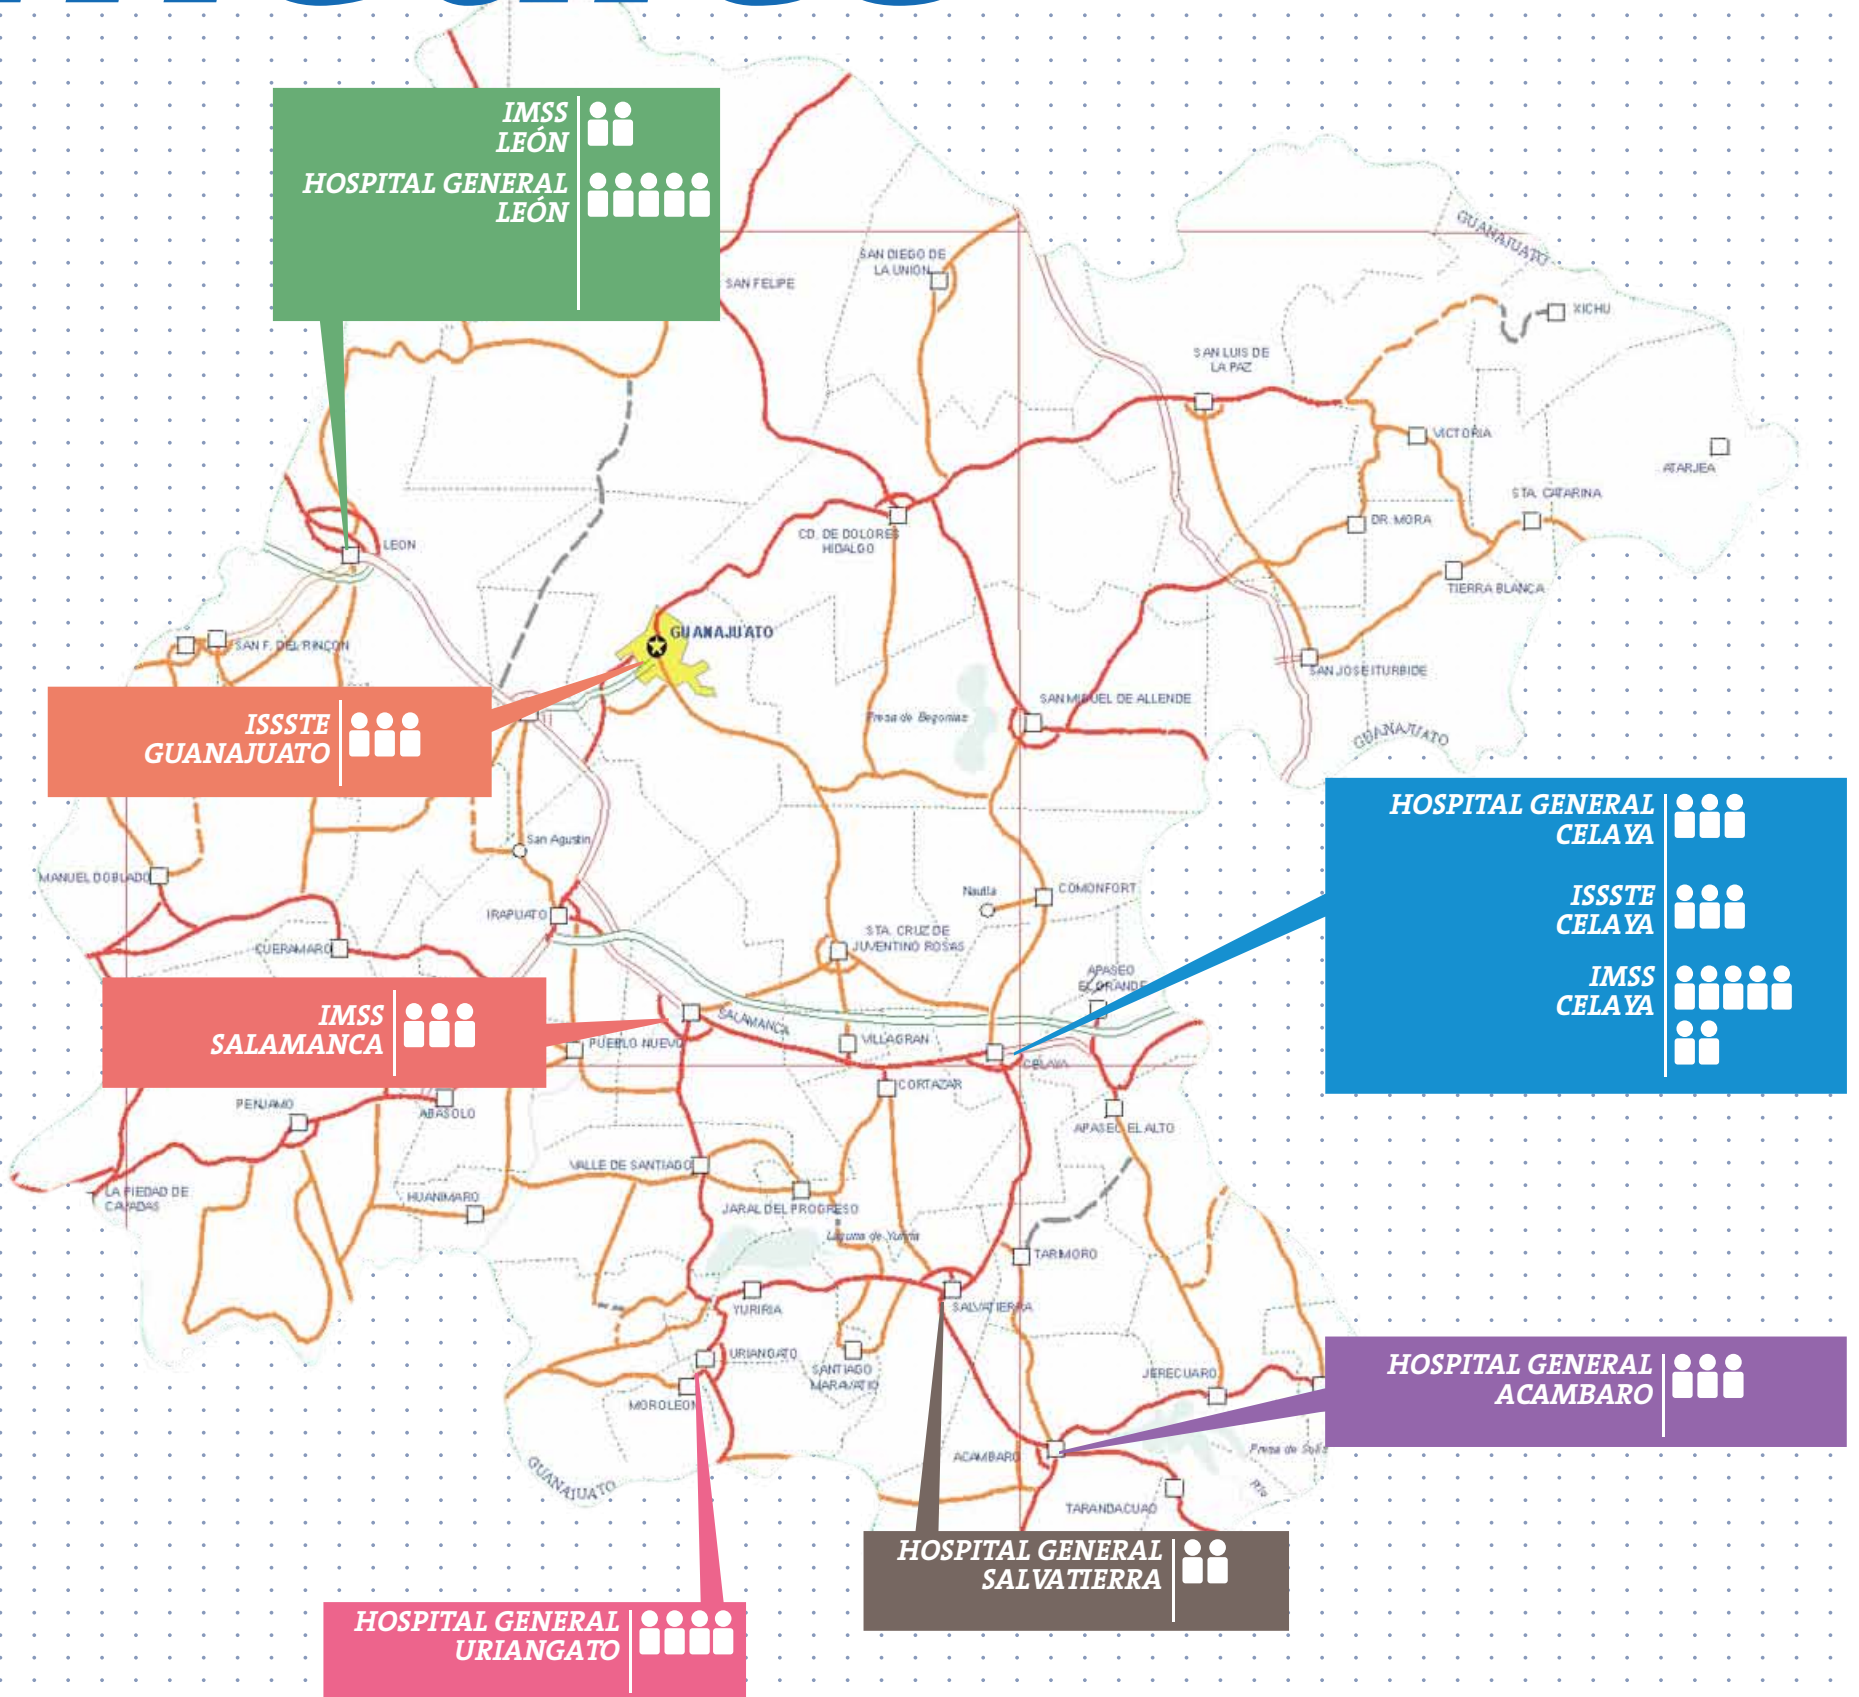 IMSS
LEÓN
HOSPITAL GENERAL
LEÓN
GUANAJUATO
SAN DIEGO DE
LA UNION
SAN FELIPE
XICHU
SAN LUIS DE
LA PAZ
VICTORIA
ATARJEA
STA. CATARINA
DR. MORA
CD. DE DOLORES
HIDALGO
LEON
TIERRA BLANCA
GUANAJUATO
SAN F. DEL RINCON
SAN JOSE ITURBIDE
SAN MIGUEL DE ALLENDE
Presa de Begonias
GUANAJUATO
ISSSTE
GUANAJUATO
HOSPITAL GENERAL
CELAYA
ISSSTE
CELAYA
IMSS
CELAYA
San Agustin
MANUEL DOBLADO
Nautla
COMONFORT
IRAPUATO
STA. CRUZ DE
JUVENTINO ROSAS
CUERAMARO
APASEO
EL GRANDE
IMSS
SALAMANCA
SALAMANCA
PUEBLO NUEVO
VILLAGRAN
CELAYA
CORTAZAR
PENJAMO
ABASOLO
APASEO EL ALTO
VALLE DE SANTIAGO
LA PIEDAD DE
CAVADAS
HUANIMARO
JARAL DEL PROGRESO
Laguna de Yuriria
TARIMORO
YURIRIA
SALVATIERRA
URIANGATO
SANTIAGO
MARAVATIO
MOROLEON
JERECUARO
HOSPITAL GENERAL
ACAMBARO
ACAMBARO
Presa de Solis
Rio
GUANAJUATO
TARANDACUAO
HOSPITAL GENERAL
SALVATIERRA
HOSPITAL GENERAL
URIANGATO